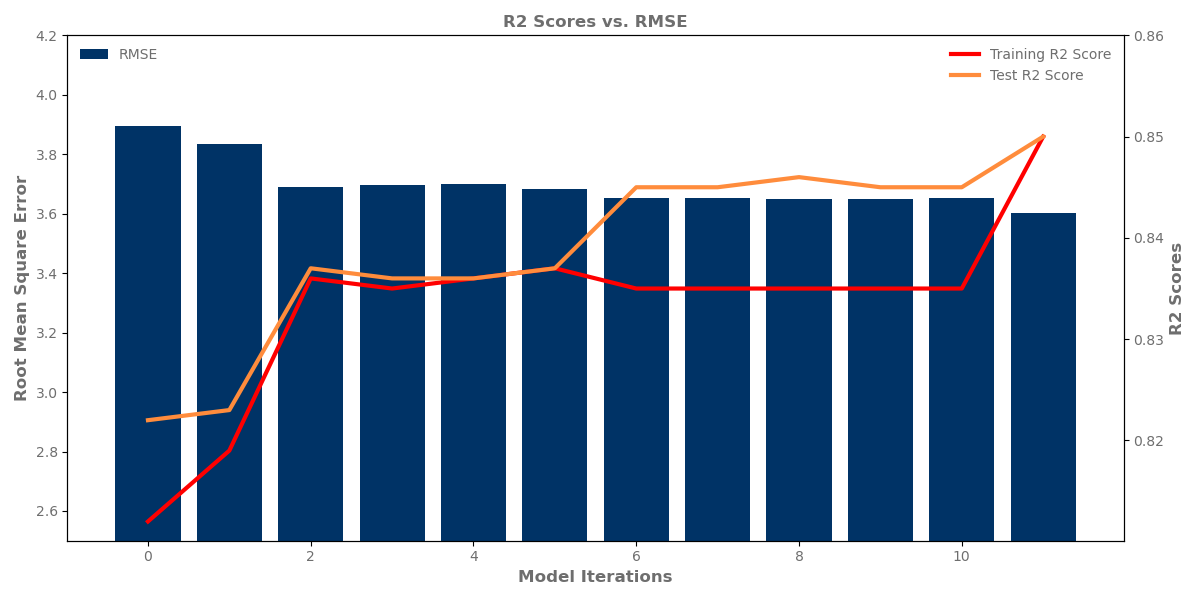 R2 Scores vs. RMSE
4.2
4.0
3.8
3.6
3.4
3.2
3.0
2.8
2.6
Root Mean Square Error
RMSE
Training R2 Score
Test R2 Score
0.86
0.85
0.84
0.83
0.82
R2 Scores
0 2 4 6 8 10
Model Iterations